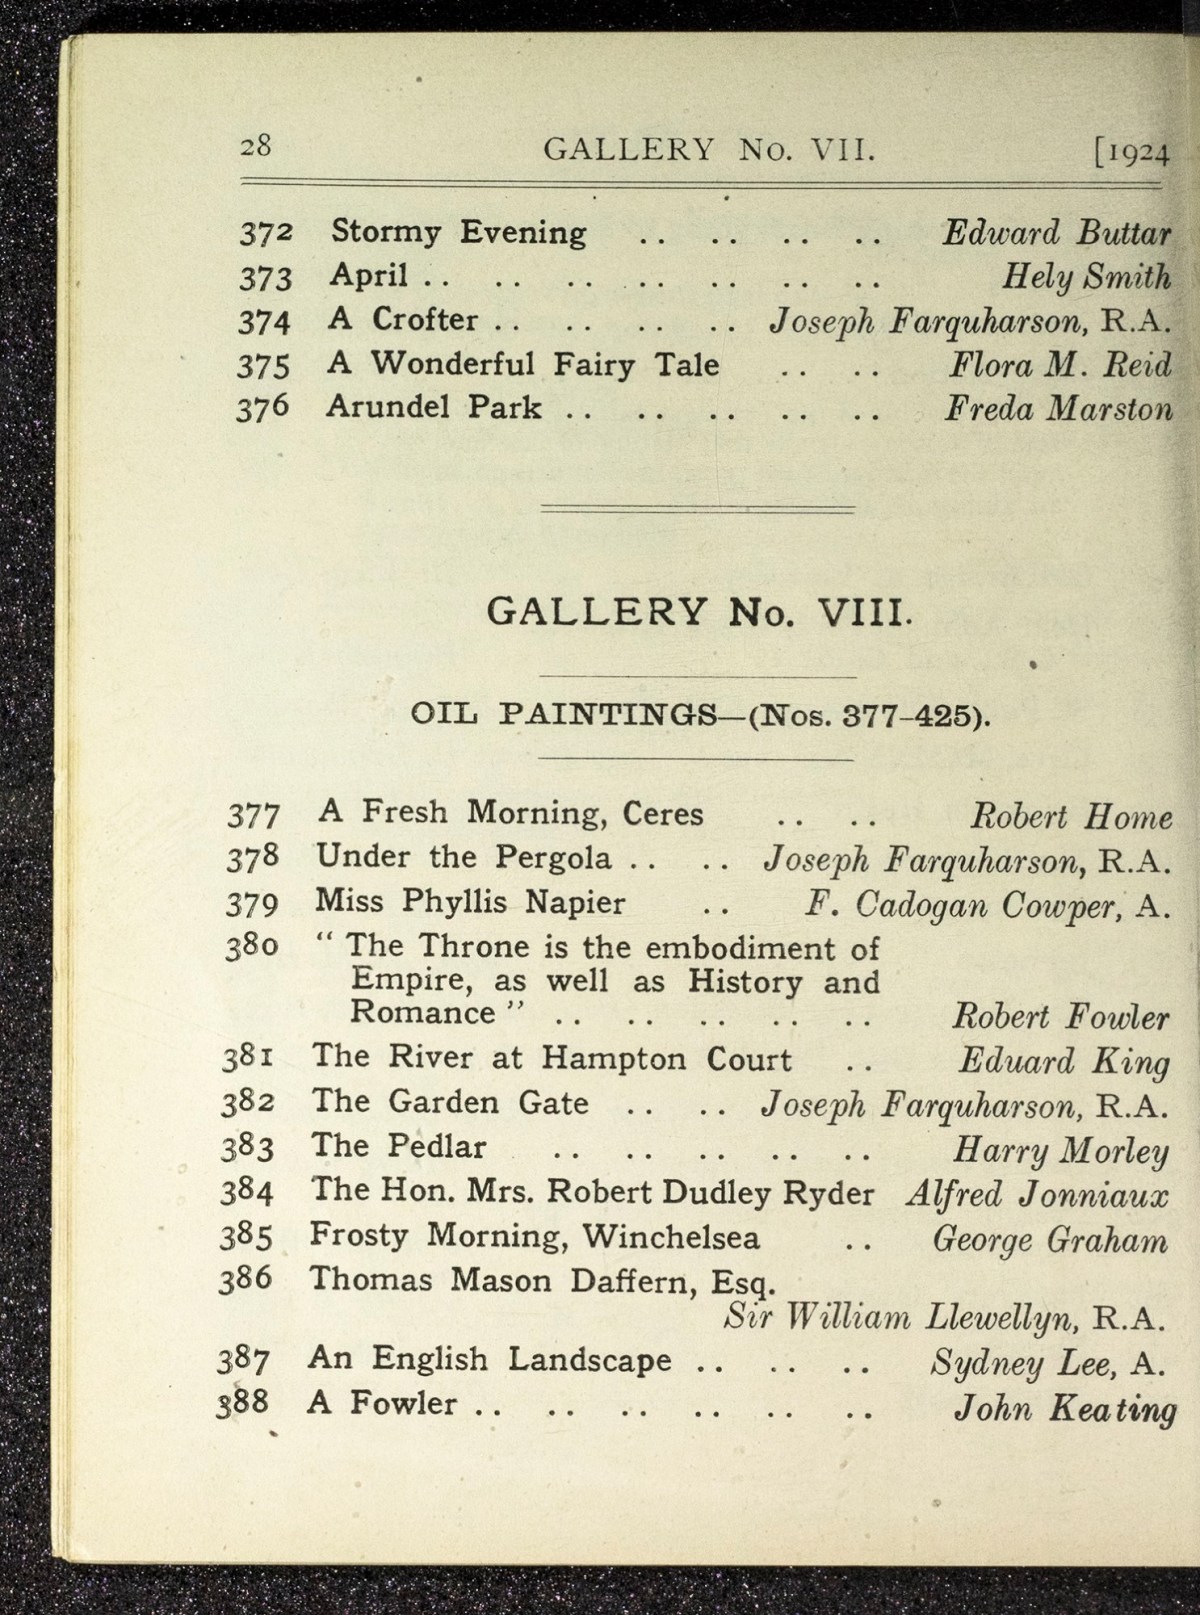 28 GALLERY No. VII. [1924
372 Stormy Evening .. .. .. .. Edward Buttar
373 April .. .. .. .. .. .. .. Hely Smith
374 A Crofter .. .. .. .. Joseph Farquharson, R.A.
375 A Wonderful Fairy Tale .. .. Flora M. Reid
376 Arundel Park .. .. .. .. .. Freda Marston
GALLERY No. VIII.
OIL PAINTINGS—(Nos. 377–425).
377 A Fresh Morning, Ceres .. .. Robert Home
378 Under the Pergola .. .. Joseph Farquharson, R.A.
379 Miss Phyllis Napier .. F. Cadogan Cowper, A.
380 “ The Throne is the embodiment of
Empire, as well as History and
Romance ” .. .. .. .. .. Robert Fowler
381 The River at Hampton Court .. Eduard King
382 The Garden Gate .. .. Joseph Farquharson, R.A.
383 The Pedlar .. .. .. .. .. Harry Morley
384 The Hon. Mrs. Robert Dudley Ryder Alfred Jonniaux
385 Frosty Morning, Winchelsea .. George Graham
386 Thomas Mason Daffern, Esq.
Sir William Llewellyn, R.A.
387 An English Landscape .. .. .. Sydney Lee, A.
388 A Fowler .. .. .. .. .. .. John Keating